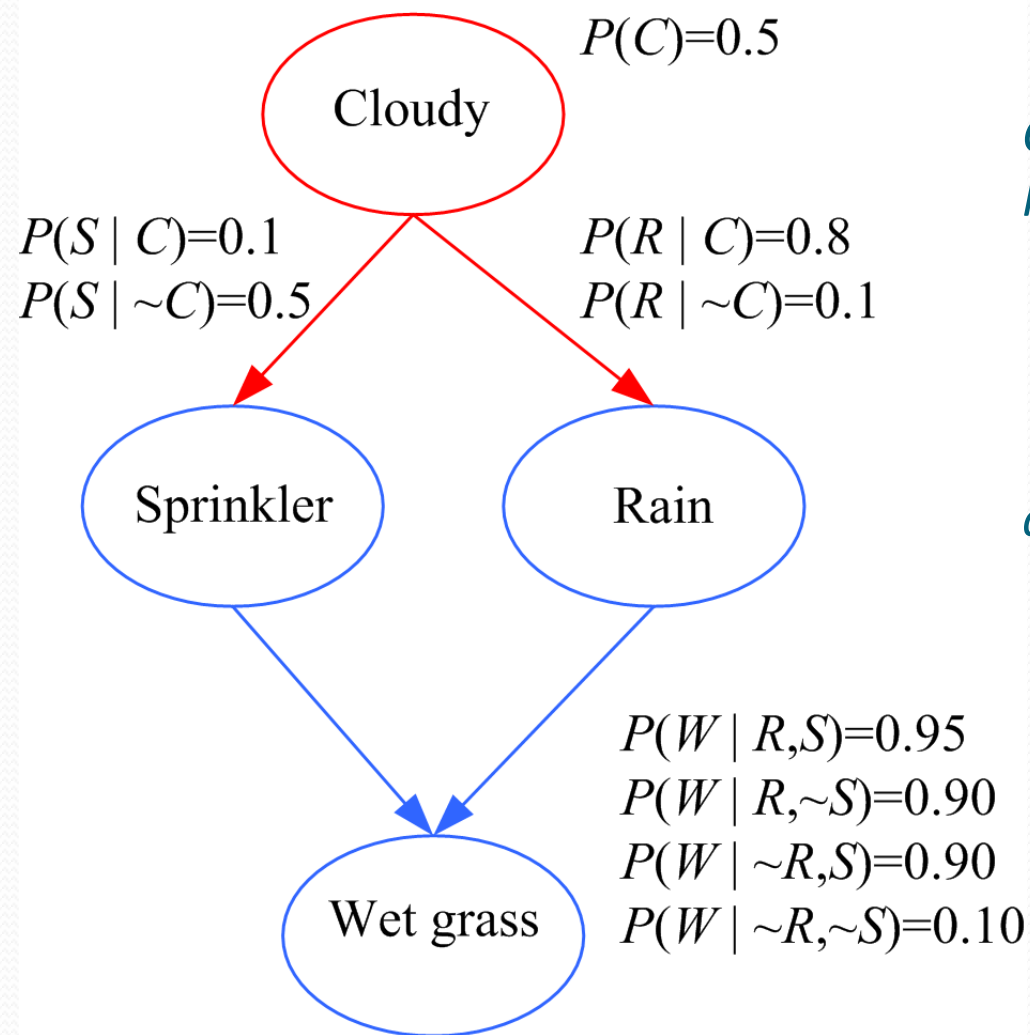 P(C)=0.5
Cloudy
P(S | C)=0.1
P(S | ~C)=0.5
P(R | C)=0.8
P(R | ~C)=0.1
Sprinkler
Rain
P(W | R,S)=0.95
P(W | R,~S)=0.90
P(W | ~R,S)=0.90
P(W | ~R,~S)=0.10
Wet grass